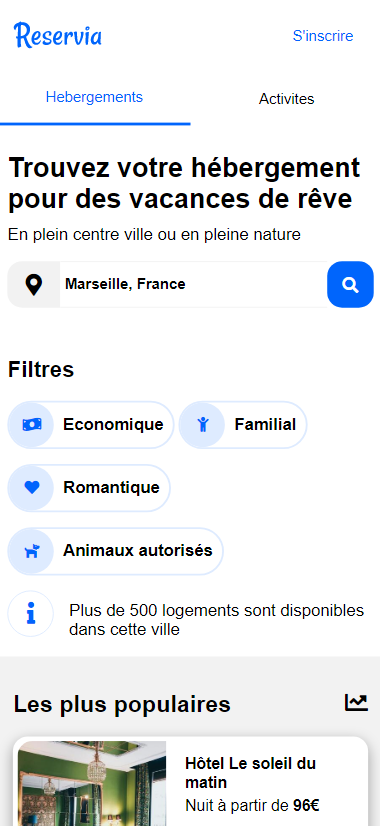 Reservia
S'inscrire
Hebergements
Activites
Trouvez votre hébergement
pour des vacances de rêve
En plein centre ville ou en pleine nature
Marseille, France
Filtres
Economique
Familial
Romantique
Animaux autorisés
Plus de 500 logements sont disponibles
dans cette ville
Les plus populaires
Hôtel Le soleil du
matin
Nuit à partir de 96€